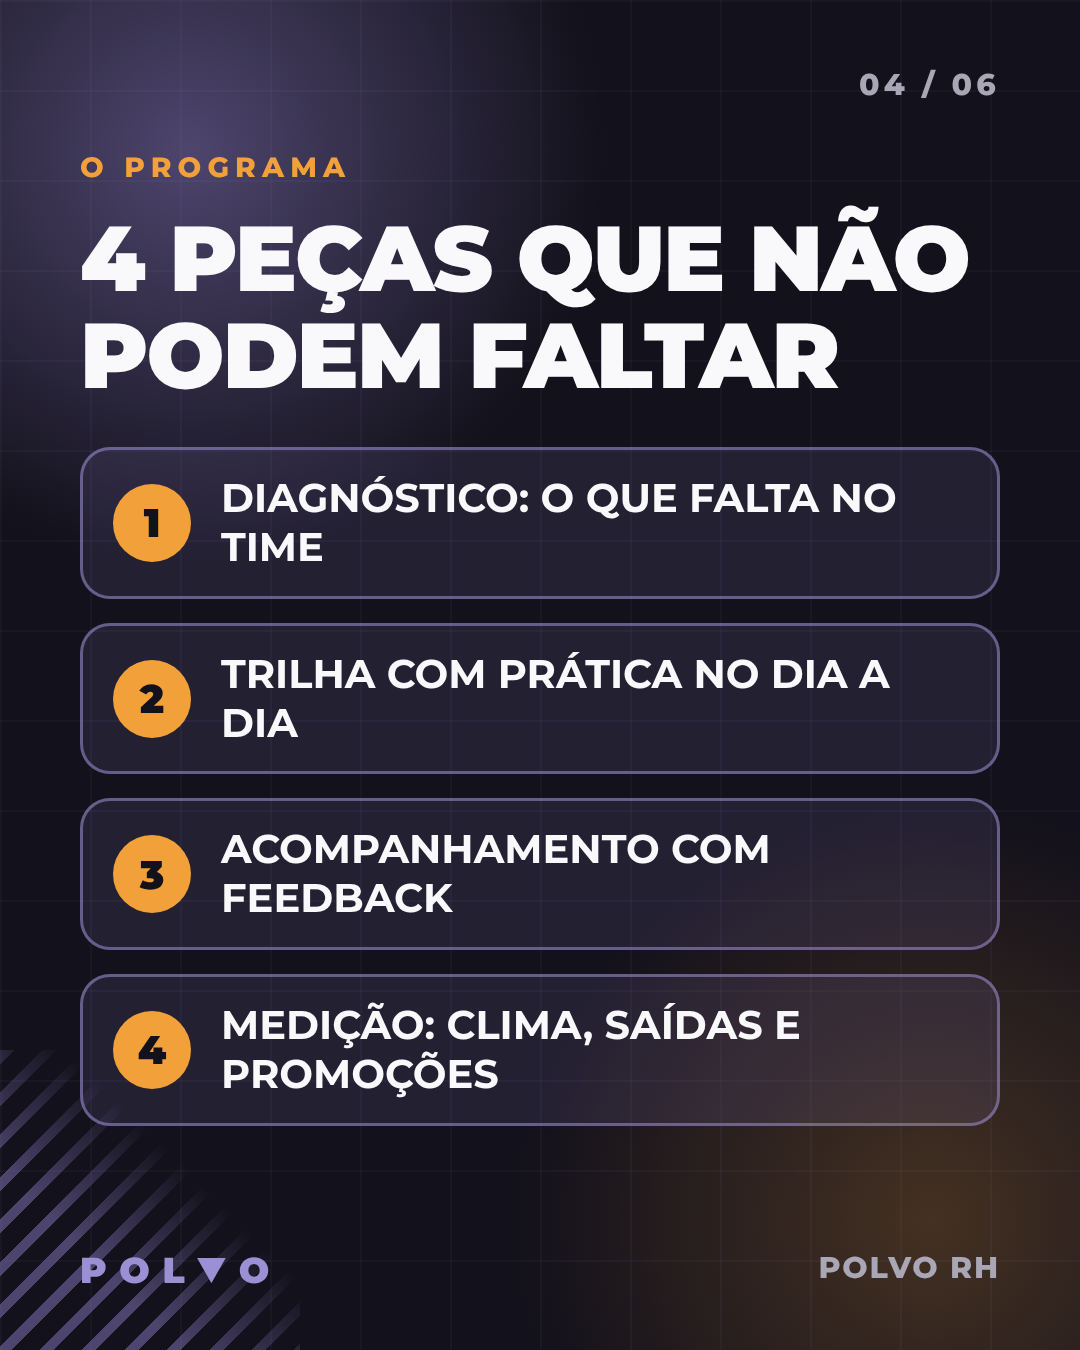 04 / 06
O PROGRAMA
4 PEÇAS QUE NÃO
PODEM FALTAR
1
DIAGNÓSTICO: O QUE FALTA NO
TIME
2
TRILHA COM PRÁTICA NO DIA A
DIA
3
ACOMPANHAMENTO COM
FEEDBACK
4
MEDIÇÃO: CLIMA, SAÍDAS E
PROMOÇÕES
POLVO
POLVO RH